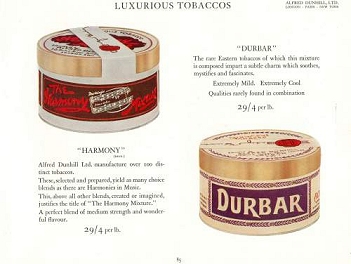 LUXURIOUS TOBACCOS
ALFRED DUNHILL, LTD.
LONDON - PARIS - NEW YORK
"THE
Harmony
"HARMONY"
Alfred Dunhill Ltd. manufacture over 100 dis-
tinct tobaccos.
These, selected and prepared, yield as many choice
blends as there are Harmonies in Music.
This, above all other blends, created or imagined,
justifies the title of "The Harmony Mixture."
A perfect blend of medium strength and wonder-
ful flavour.
29/4 per lb.
"DURBAR"
The rare Eastern tobaccos of which this mixture
is composed impart a subtle charm which soothes,
mystifies and fascinates.
Extremely Mild. Extremely Cool
Qualities rarely found in combination
29/4 per lb.
DURBAR
65